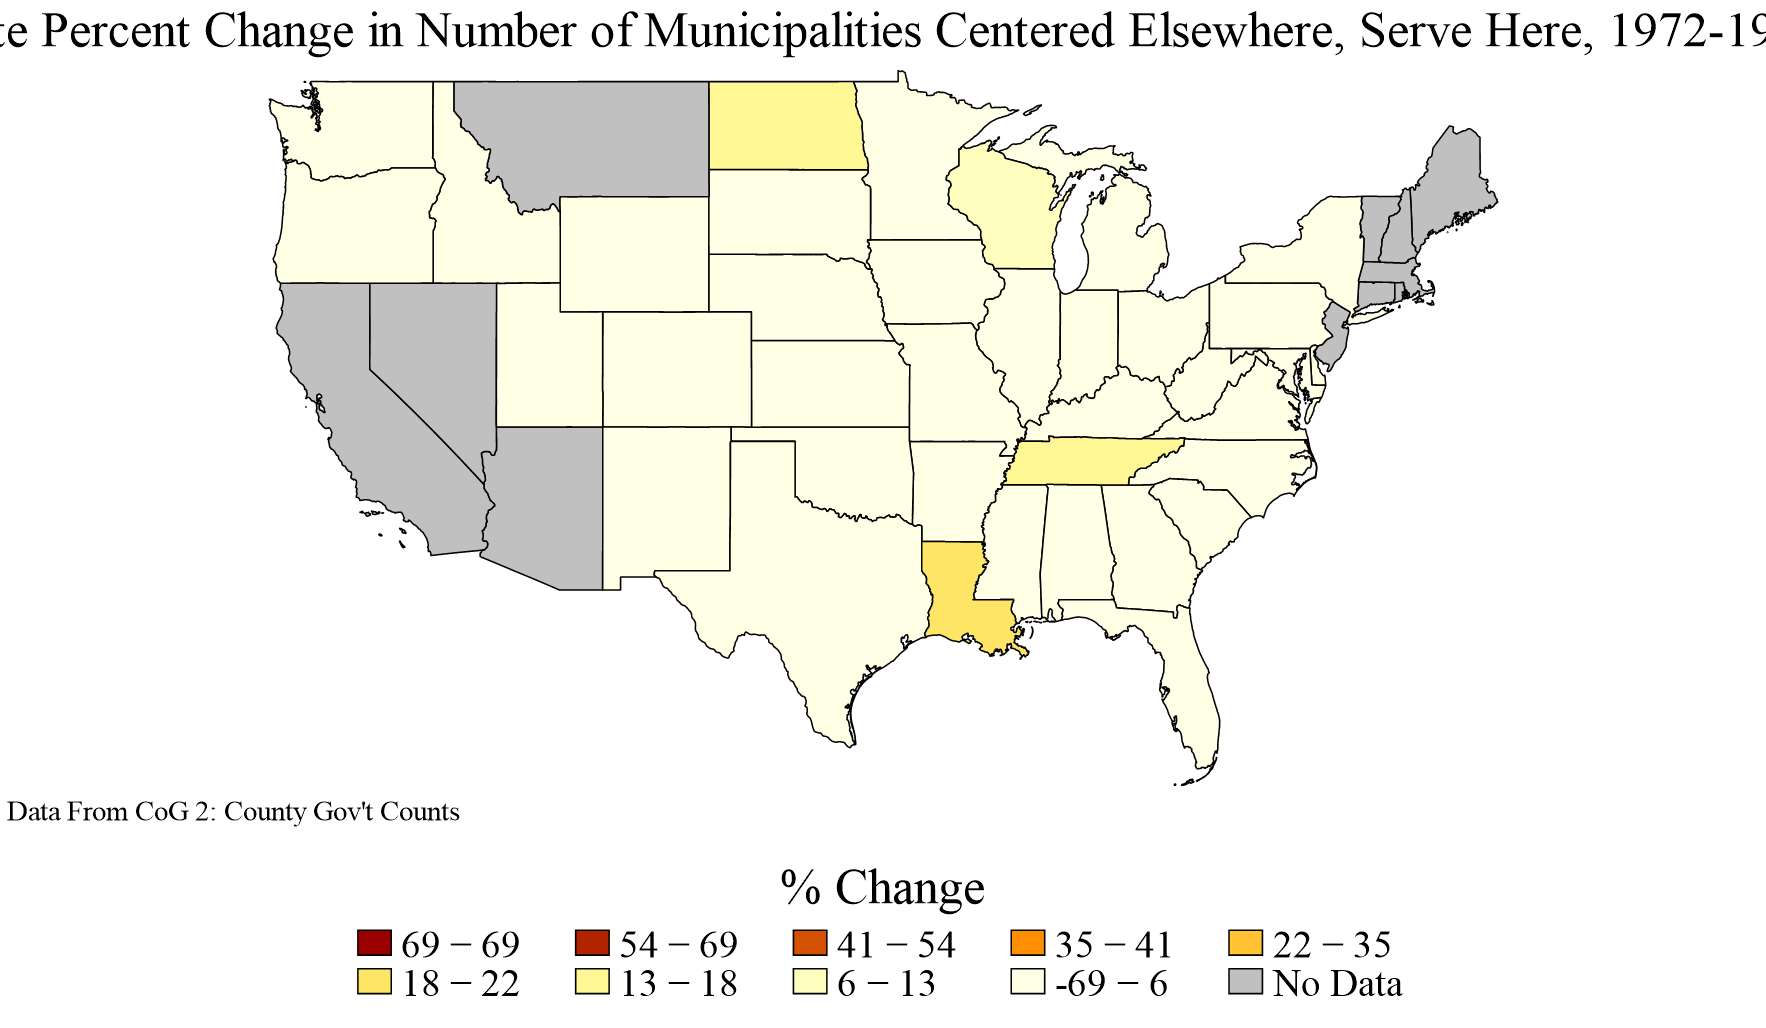 te Percent Change in Number of Municipalities Centered Elsewhere, Serve Here, 1972-19
Data From CoG 2: County Gov't Counts
% Change
69 − 69 54 − 69 41 − 54 35 − 41 22 − 35
18 − 22 13 − 18 6 − 13 -69 − 6 No Data